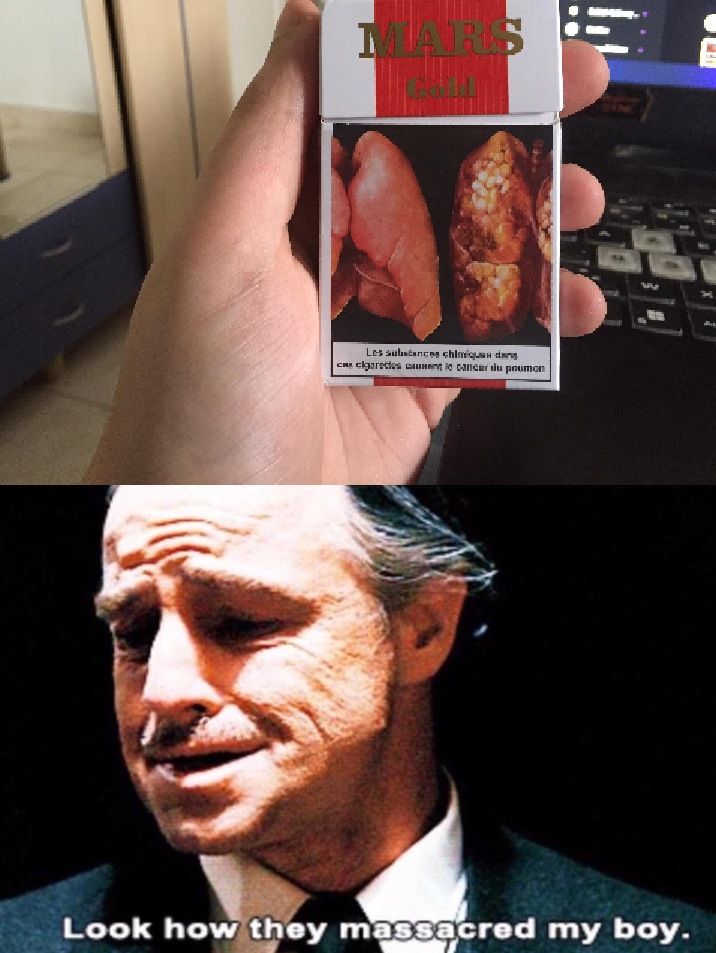 MARS
Gold
Les substances chimiques dans
ces cigarettes causent le cancer du poumon
W
X
Look how they massacred my boy.